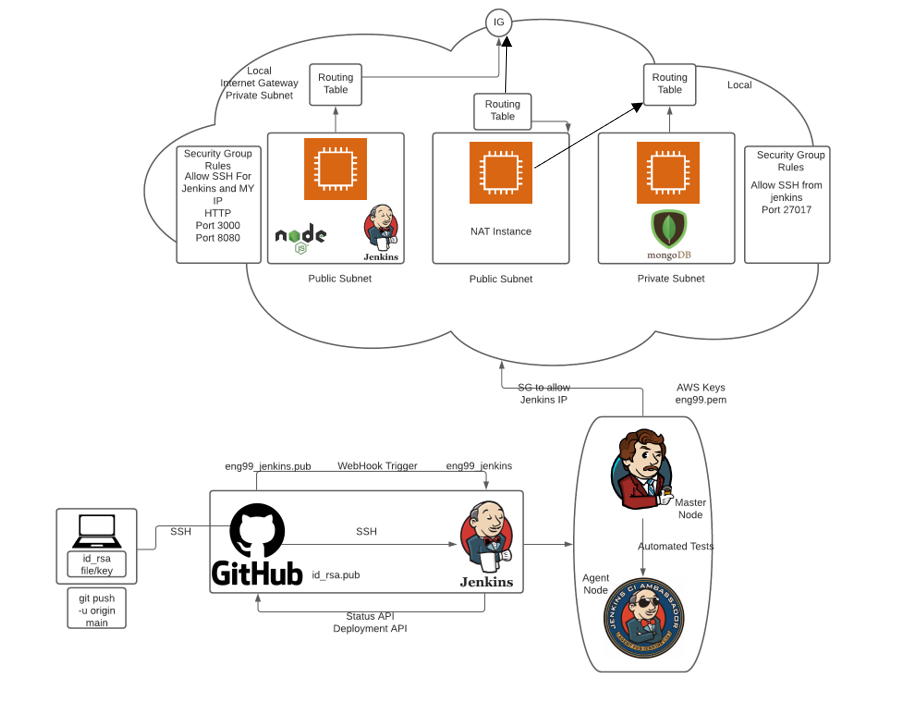 IG
Local
Internet Gateway
Private Subnet
Routing
Table
Routing
Table
Routing
Table
Local
Security Group
Rules
Allow SSH For
Jenkins and MY
IP
HTTP
Port 3000
Port 8080
node
JS
Jenkins
NAT Instance
mongoDB
Security Group
Rules
Allow SSH from
jenkins
Port 27017
Public Subnet
Public Subnet
Private Subnet
SG to allow
Jenkins IP
AWS Keys
eng99.pem
eng99_jenkins.pub
WebHook Trigger
eng99_jenkins
Master
Node
SSH
SSH
id_rsa
file/key
GitHub
id_rsa.pub
Jenkins
Automated Tests
Agent
Node
JENKINS CI AMBASSADOR
git push
-u origin
main
Status API
Deployment API